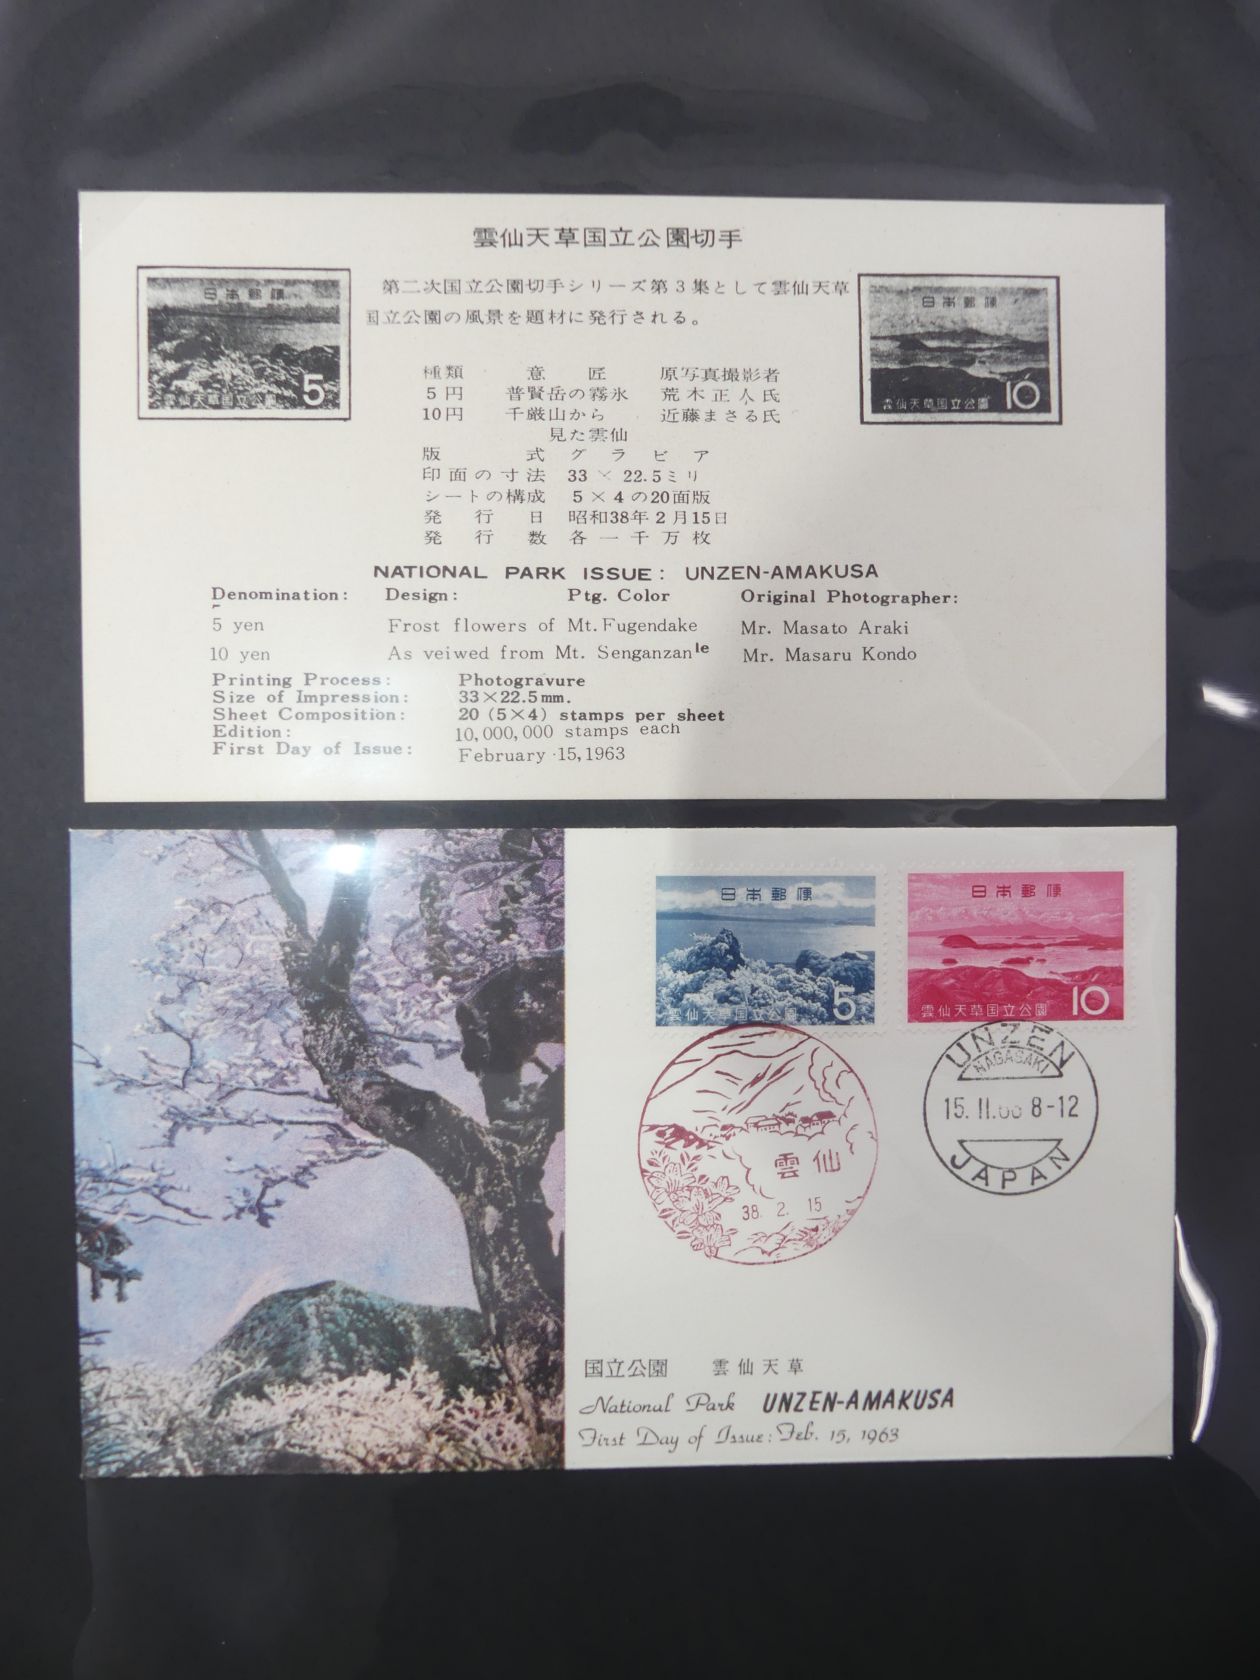 雲仙天草国立公園切手
日本郵便
5
雲仙天草国立公園
第二次国立公園切手シリーズ第3集として雲仙天草
国立公園の風景を題材に発行される。
日本郵便
雲仙天草国立公園 10
種類 意匠 原写真撮影者
5円 普賢岳の霧氷 荒木正人氏
10円 千厳山から 近藤まさる氏
見た雲仙
版式 グラビア
印面の寸法 33×22.5ミリ
シートの構成 5×4の20面版
発行日 昭和38年2月15日
発行数 各一千万枚
NATIONAL PARK ISSUE: UNZEN-AMAKUSA
Denomination: Design: Ptg. Color Original Photographer:
5 yen Frost flowers of Mt. Fugendake Mr. Masato Araki
10 yen As veiwed from Mt. Senganzan le Mr. Masaru Kondo
Printing Process: Photogravure
Size of Impression: 33×22.5mm.
Sheet Composition: 20 (5×4) stamps per sheet
Edition: 10,000,000 stamps each
First Day of Issue: February 15, 1963
日本郵便
5
雲仙天草国立公園
日本郵便
雲仙天草国立公園 10
雲仙
38. 2. 15
UNZEN
NAGASAKI
15. II. 8-12
JAPAN
国立公園 雲仙天草
National Park UNZEN-AMAKUSA
First Day of Issue: Feb. 15, 1963